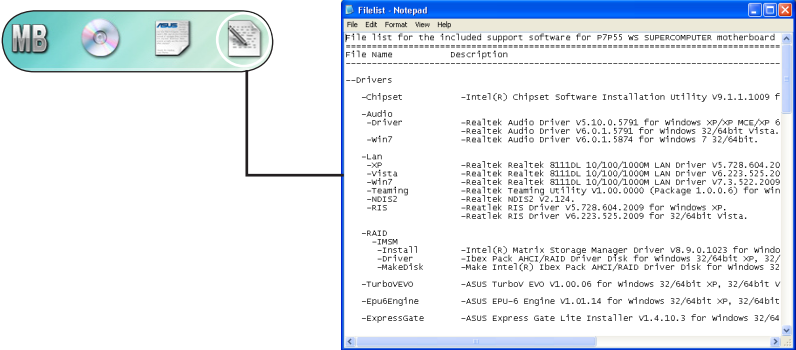 MB
ASUS
Filelist - Notepad
File Edit Format View Help
File list for the included support software for P7P55 WS SUPERCOMPUTER motherboard
File Name Description
--Drivers
-Chipset -Intel(R) Chipset Software Installation Utility V9.1.1.1009 f
-Audio
-Driver -Realtek Audio Driver V5.10.0.5791 for Windows XP/XP MCE/XP 6
-Realtek Audio Driver V6.0.1.5791 for Windows 32/64bit Vista.
-Win7 -Realtek Audio Driver V6.0.1.5874 for Windows 7 32/64bit.
-Lan
-XP -Realtek Realtek 8111DL 10/100/1000M LAN Driver V5.728.604.20
-Vista -Realtek Realtek 8111DL 10/100/1000M LAN Driver V6.223.525.20
-Win7 -Realtek Realtek 8111DL 10/100/1000M LAN Driver V7.3.522.2009
-Teaming -Realtek Teaming Utility V1.00.0000 (Package 1.0.0.6) for Win
-NDIS2 -Realtek NDIS2 V2.124.
-RIS -Reatlek RIS Driver V5.728.604.2009 for Windows XP.
-Reatlek RIS Driver V6.223.525.2009 for 32/64bit Vista.
-RAID
-IMSM
-Install -Intel(R) Matrix Storage Manager Driver V8.9.0.1023 for Windo
-Driver -Ibex Pack AHCI/RAID Driver Disk for Windows 32/64bit XP, 32/
-MakeDisk -Make Intel(R) Ibex Pack AHCI/RAID Driver Disk for Windows 32
-TurboVEVO -ASUS TurboV EVO V1.00.06 for Windows 32/64bit XP, 32/64bit V
-Epu6Engine -ASUS EPU-6 Engine V1.01.14 for Windows 32/64bit XP, 32/64bit
-ExpressGate -ASUS Express Gate Lite Installer V1.4.10.3 for Windows 32/64